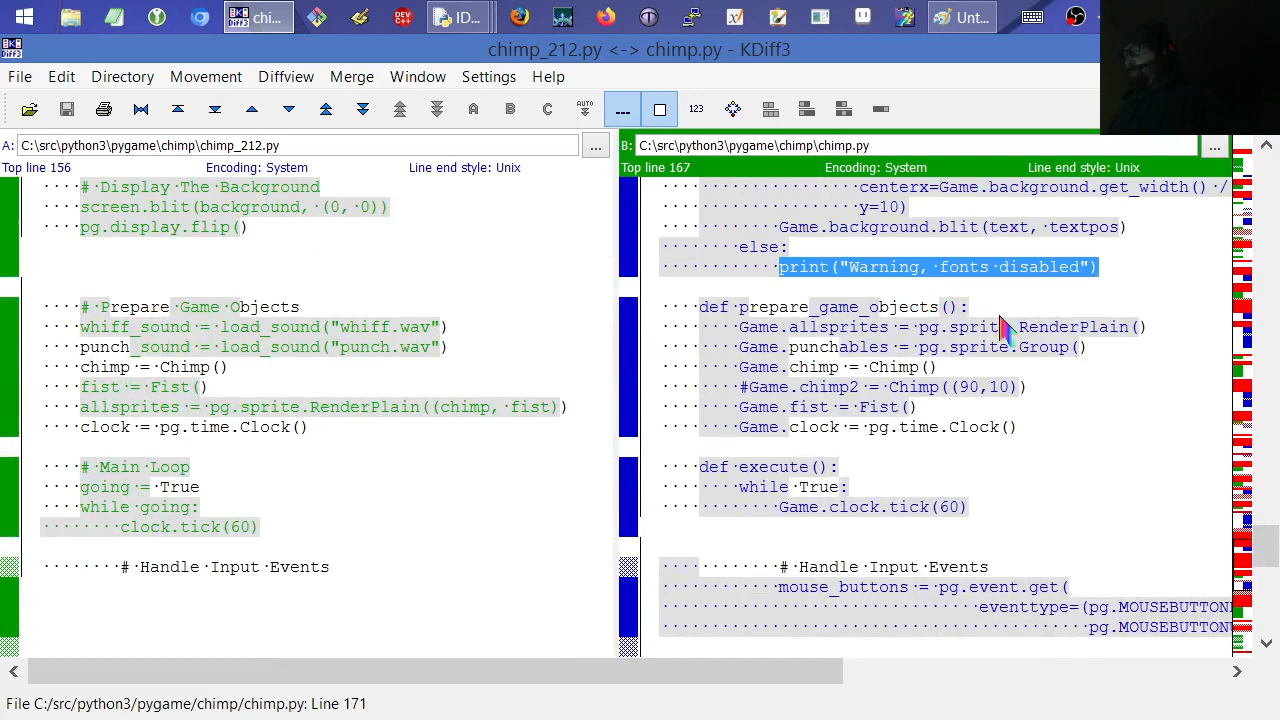 chi...
DEV C++
ID...
Unt...
chimp_212.py <-> chimp.py - KDiff3
File Edit Directory Movement Diffview Merge Window Settings Help
A B C AUTO 123
A: C:\src\python3\pygame\chimp\chimp_212.py ...
Top line 156 Encoding: System Line end style: Unix
# Display The Background
screen.blit(background, (0, 0))
pg.display.flip()
# Prepare Game Objects
whiff_sound = load_sound("whiff.wav")
punch_sound = load_sound("punch.wav")
chimp = Chimp()
fist = Fist()
allsprites = pg.sprite.RenderPlain((chimp, fist))
clock = pg.time.Clock()
# Main Loop
going = True
while going:
clock.tick(60)
# Handle Input Events
B: C:\src\python3\pygame\chimp\chimp.py ...
Top line 167 Encoding: System Line end style: Unix
centerx=Game.background.get_width() /
y=10)
Game.background.blit(text, textpos)
else:
print("Warning, fonts disabled")
def prepare_game_objects():
Game.allsprites = pg.sprite.RenderPlain()
Game.punchables = pg.sprite.Group()
Game.chimp = Chimp()
#Game.chimp2 = Chimp((90,10))
Game.fist = Fist()
Game.clock = pg.time.Clock()
def execute():
while True:
Game.clock.tick(60)
# Handle Input Events
mouse_buttons = pg.event.get(
eventtype=(pg.MOUSEBUTTON
pg.MOUSEBUTTON
File C:/src/python3/pygame/chimp/chimp.py: Line 171